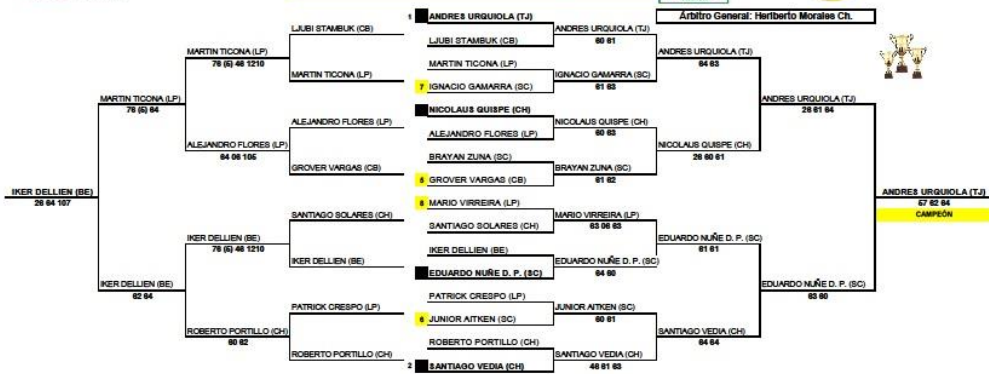 Árbitro General: Heriberto Morales Ch.
1 ANDRES URQUIOLA (TJ)
LJUBI STAMBUK (CB)
MARTIN TICONA (LP)
7 IGNACIO GAMARRA (SC)
NICOLAUS QUISPE (CH)
ALEJANDRO FLORES (LP)
BRAYAN ZUNA (SC)
5 GROVER VARGAS (CB)
8 MARIO VIRREIRA (LP)
SANTIAGO SOLARES (CH)
IKER DELLIEN (BE)
EDUARDO NUÑE D. P. (SC)
PATRICK CRESPO (LP)
6 JUNIOR AITKEN (SC)
ROBERTO PORTILLO (CH)
2 SANTIAGO VEDIA (CH)
ANDRES URQUIOLA (TJ)
60 61
IGNACIO GAMARRA (SC)
61 63
NICOLAUS QUISPE (CH)
60 63
BRAYAN ZUNA (SC)
61 62
MARIO VIRREIRA (LP)
63 06 63
EDUARDO NUÑE D. P. (SC)
64 60
JUNIOR AITKEN (SC)
60 61
SANTIAGO VEDIA (CH)
46 61 63
ANDRES URQUIOLA (TJ)
64 63
NICOLAUS QUISPE (CH)
26 60 61
EDUARDO NUÑE D. P. (SC)
61 61
SANTIAGO VEDIA (CH)
64 64
ANDRES URQUIOLA (TJ)
26 61 64
EDUARDO NUÑE D. P. (SC)
63 60
ANDRES URQUIOLA (TJ)
57 62 64
CAMPEÓN
LJUBI STAMBUK (CB)
MARTIN TICONA (LP)
ALEJANDRO FLORES (LP)
GROVER VARGAS (CB)
SANTIAGO SOLARES (CH)
IKER DELLIEN (BE)
PATRICK CRESPO (LP)
ROBERTO PORTILLO (CH)
MARTIN TICONA (LP)
76 (5) 46 1210
ALEJANDRO FLORES (LP)
64 06 105
IKER DELLIEN (BE)
76 (5) 46 1210
ROBERTO PORTILLO (CH)
60 62
MARTIN TICONA (LP)
76 (5) 64
IKER DELLIEN (BE)
62 64
IKER DELLIEN (BE)
26 64 107